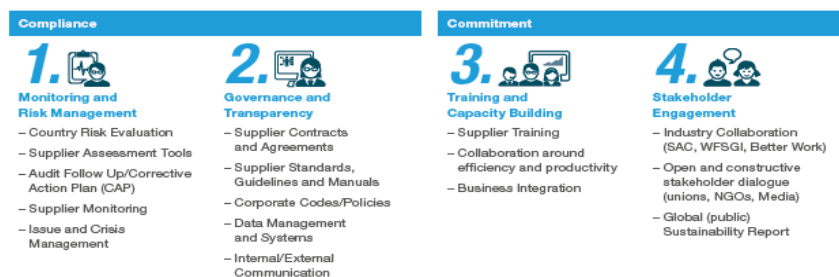 Compliance
1.
Monitoring and
Risk Management
– Country Risk Evaluation
– Supplier Assessment Tools
– Audit Follow Up/Corrective
Action Plan (CAP)
– Supplier Monitoring
– Issue and Crisis
Management
2.
Governance and
Transparency
– Supplier Contracts
and Agreements
– Supplier Standards,
Guidelines and Manuals
– Corporate Codes/Policies
– Data Management
and Systems
– Internal/External
Communication
Commitment
3.
Training and
Capacity Building
– Supplier Training
– Collaboration around
efficiency and productivity
– Business Integration
4.
Stakeholder
Engagement
– Industry Collaboration
(SAC, WFSGI, Better Work)
– Open and constructive
stakeholder dialogue
(unions, NGOs, Media)
– Global (public)
Sustainability Report